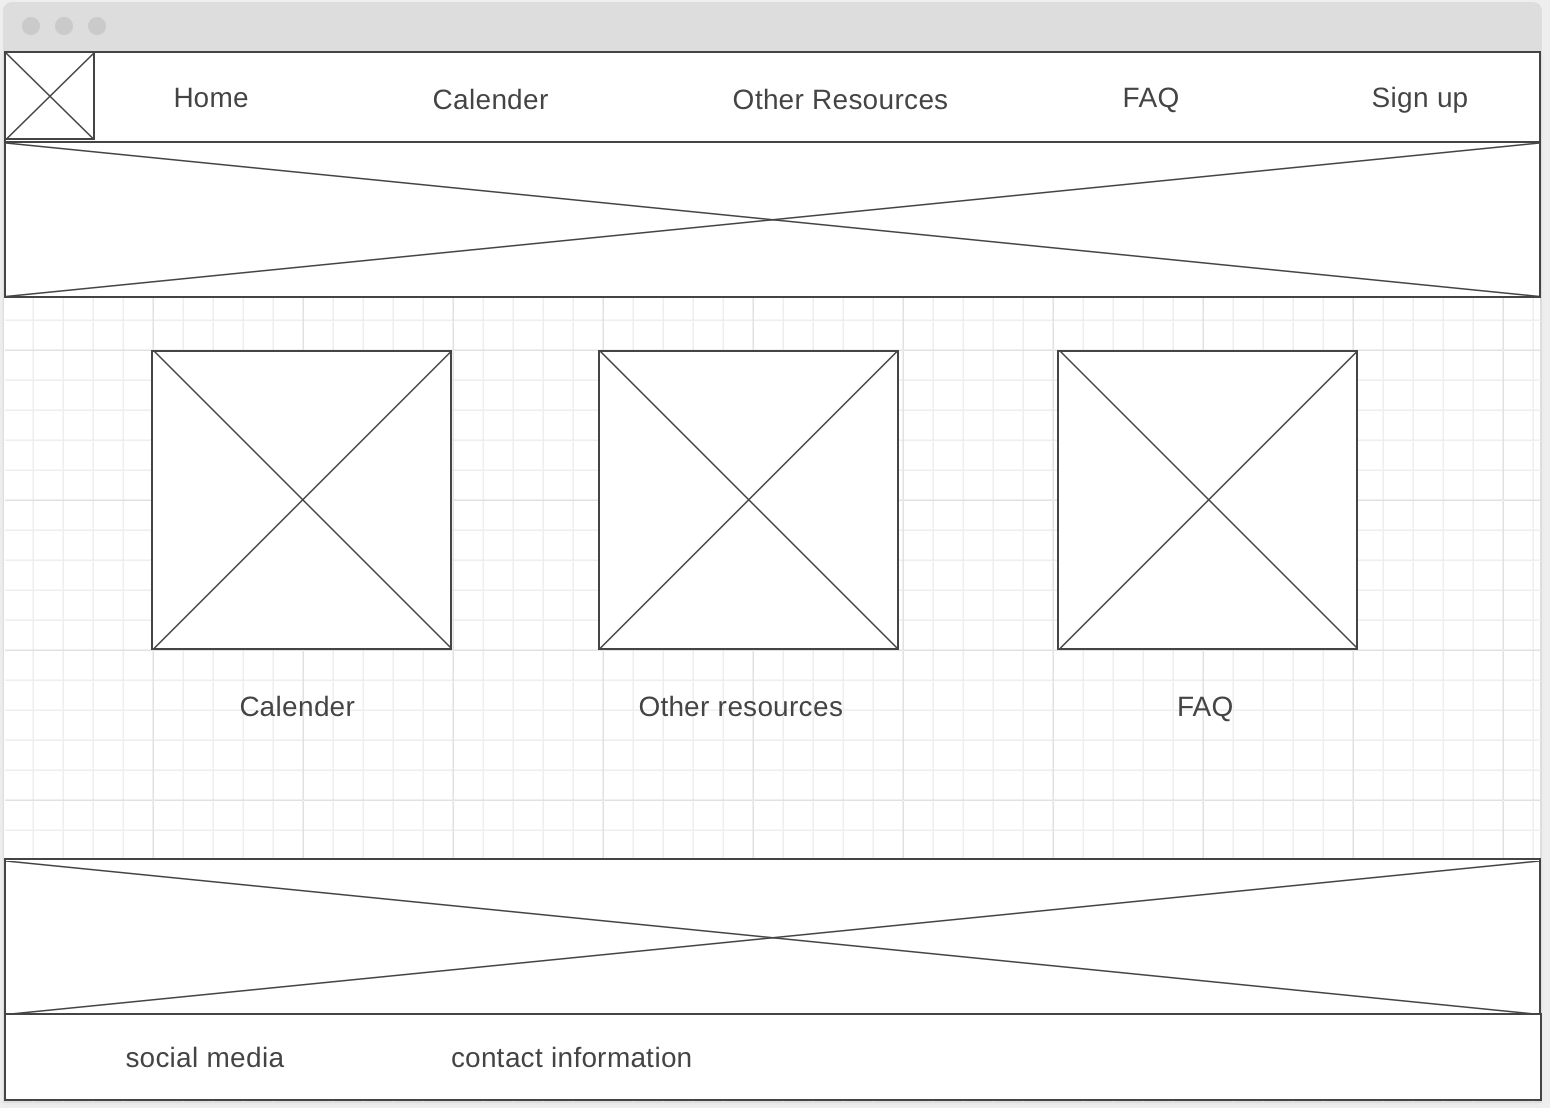 Home
Calender
Other Resources
FAQ
Sign up
Calender
Other resources
FAQ
social media
contact information